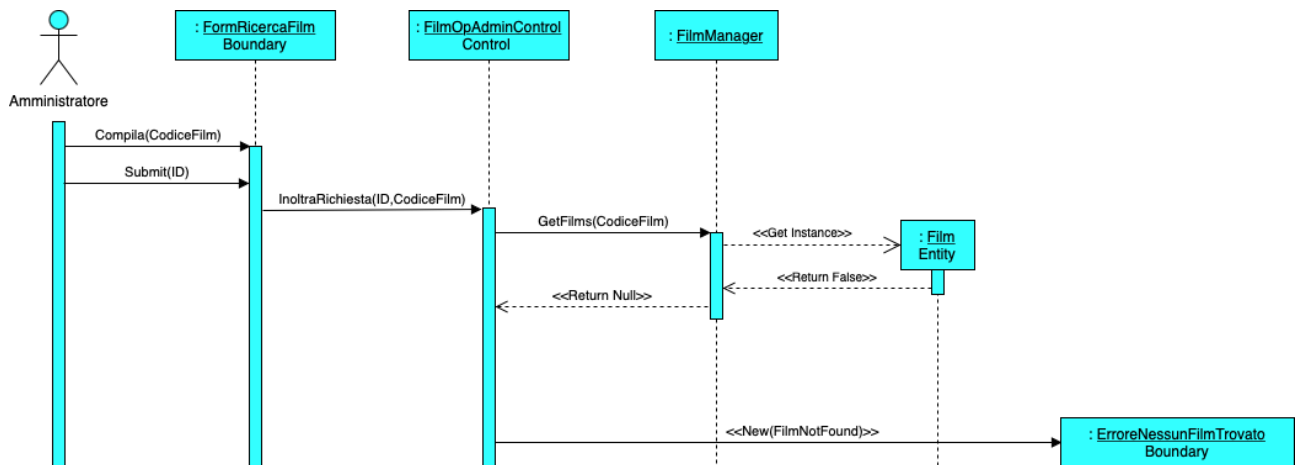 : FormRicercaFilm
Boundary
: FilmOpAdminControl
Control
: FilmManager
Amministratore
Compila(CodiceFilm)
Submit(ID)
InoltraRichiesta(ID,CodiceFilm)
GetFilms(CodiceFilm)
<<Get Instance>>
: Film
Entity
<<Return False>>
<<Return Null>>
<<New(FilmNotFound)>>
: ErroreNessunFilmTrovato
Boundary